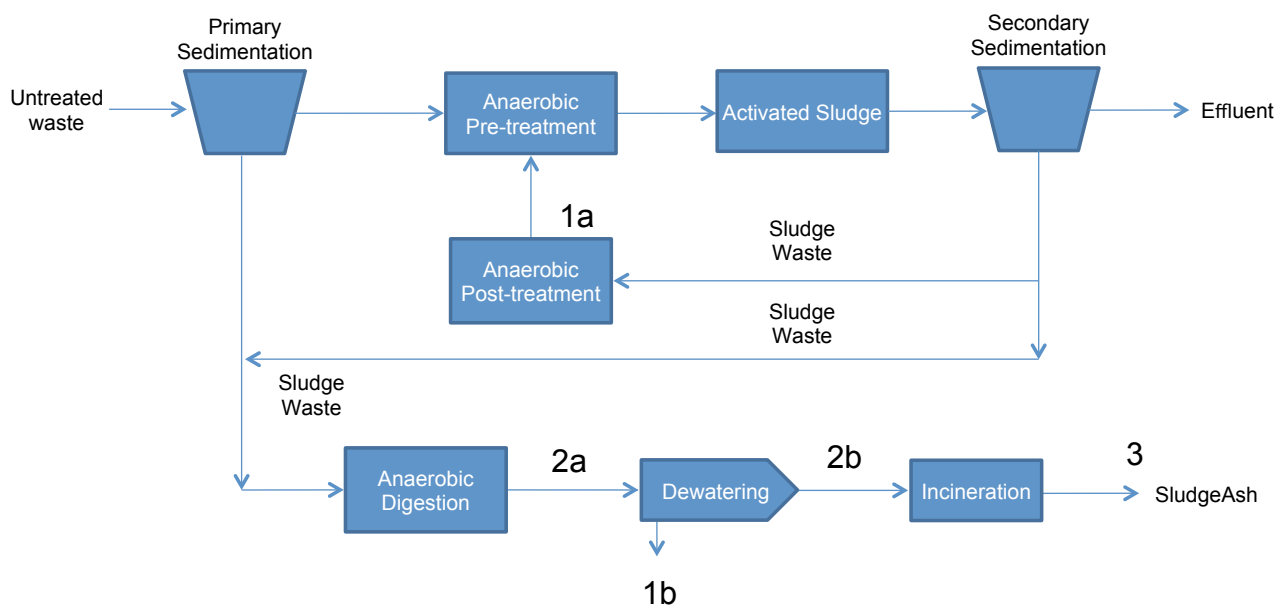 Primary
Sedimentation
Secondary
Sedimentation
Untreated
waste
Anaerobic
Pre-treatment
Activated Sludge
Effluent
1a
Sludge
Waste
Anaerobic
Post-treatment
Sludge
Waste
Sludge
Waste
2a
2b
3
Anaerobic
Digestion
Dewatering
Incineration
SludgeAsh
1b